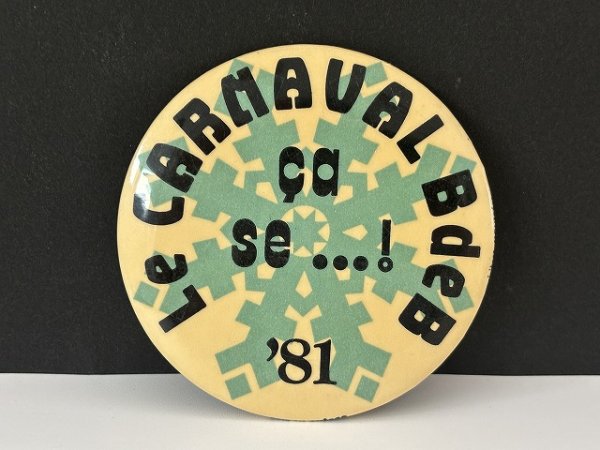 Le CARNAVAL BdeB
ça
se ...!
'81